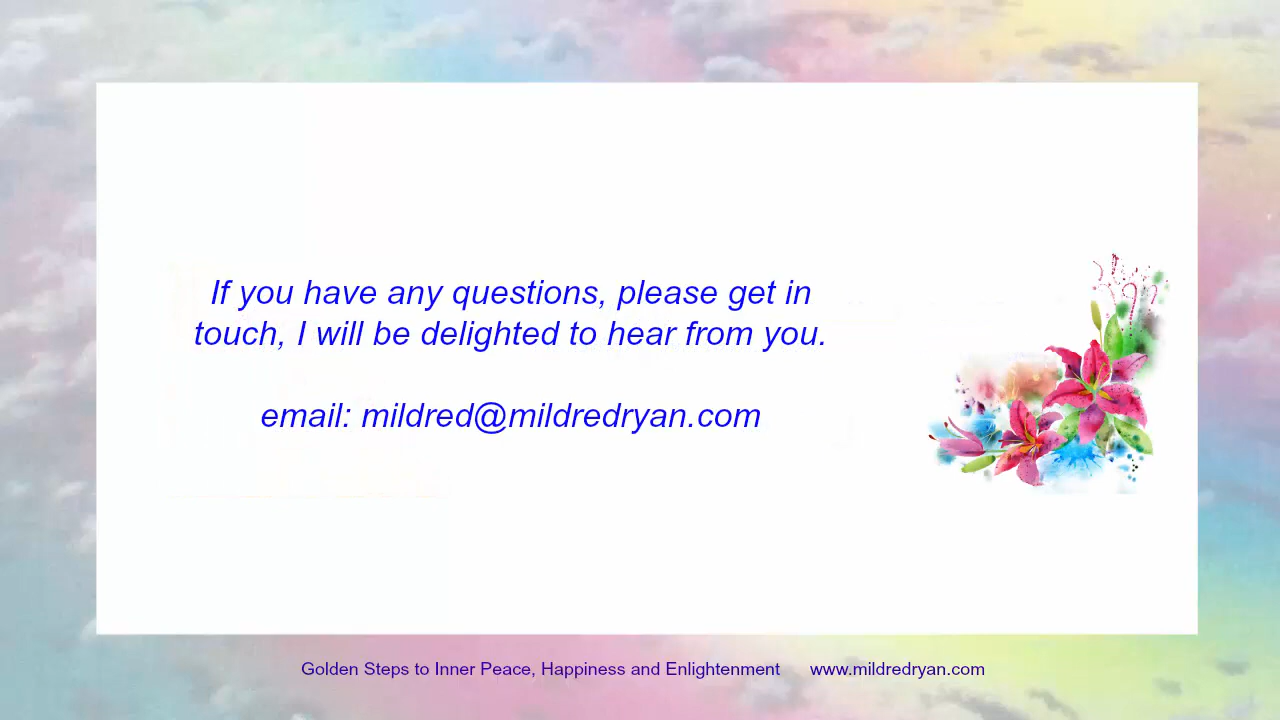 If you have any questions, please get in
touch, I will be delighted to hear from you.
email: mildred@mildredryan.com
Golden Steps to Inner Peace, Happiness and Enlightenment www.mildredryan.com